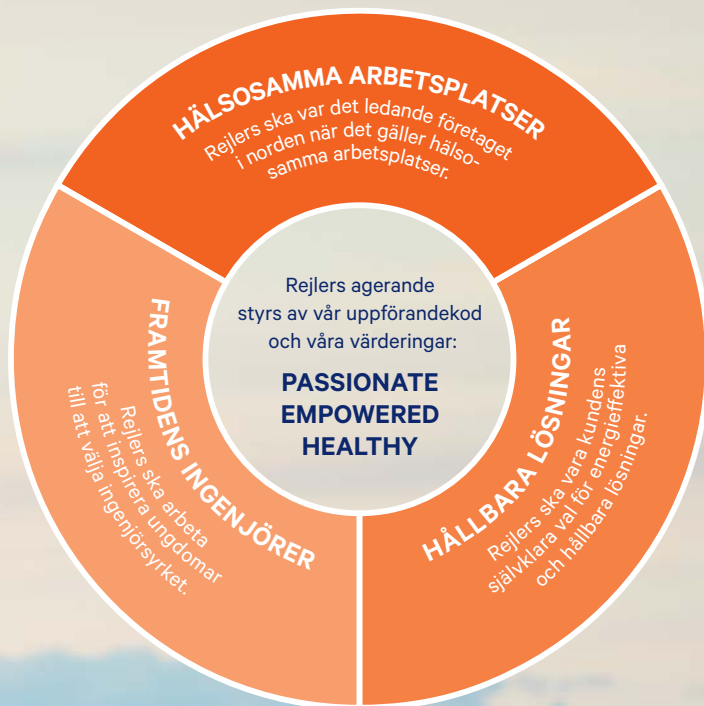 HÄLSOSAMMA ARBETSPLATSER
Rejlers ska var det ledande företaget
i norden när det gäller hälso-
samma arbetsplatser.
Rejlers agerande
styrs av vår uppförandekod
och våra värderingar:
PASSIONATE
EMPOWERED
HEALTHY
FRAMTIDENS INGENJÖRER
Rejlers ska arbeta
för att inspirera ungdomar
till att välja ingenjörsyrket.
HÅLLBARA LÖSNINGAR
Rejlers ska vara kundens
självklara val för energieffektiva
och hållbara lösningar.